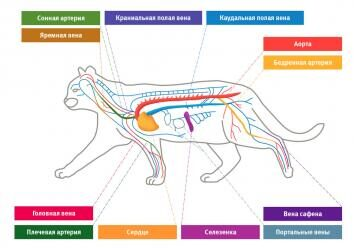 Сонная артерия
Краниальная полая вена
Каудальная полая вена
Яремная вена
Аорта
Бедренная артерия
Головная вена
Вена сафена
Плечевая артерия
Сердце
Селезенка
Портальные вены